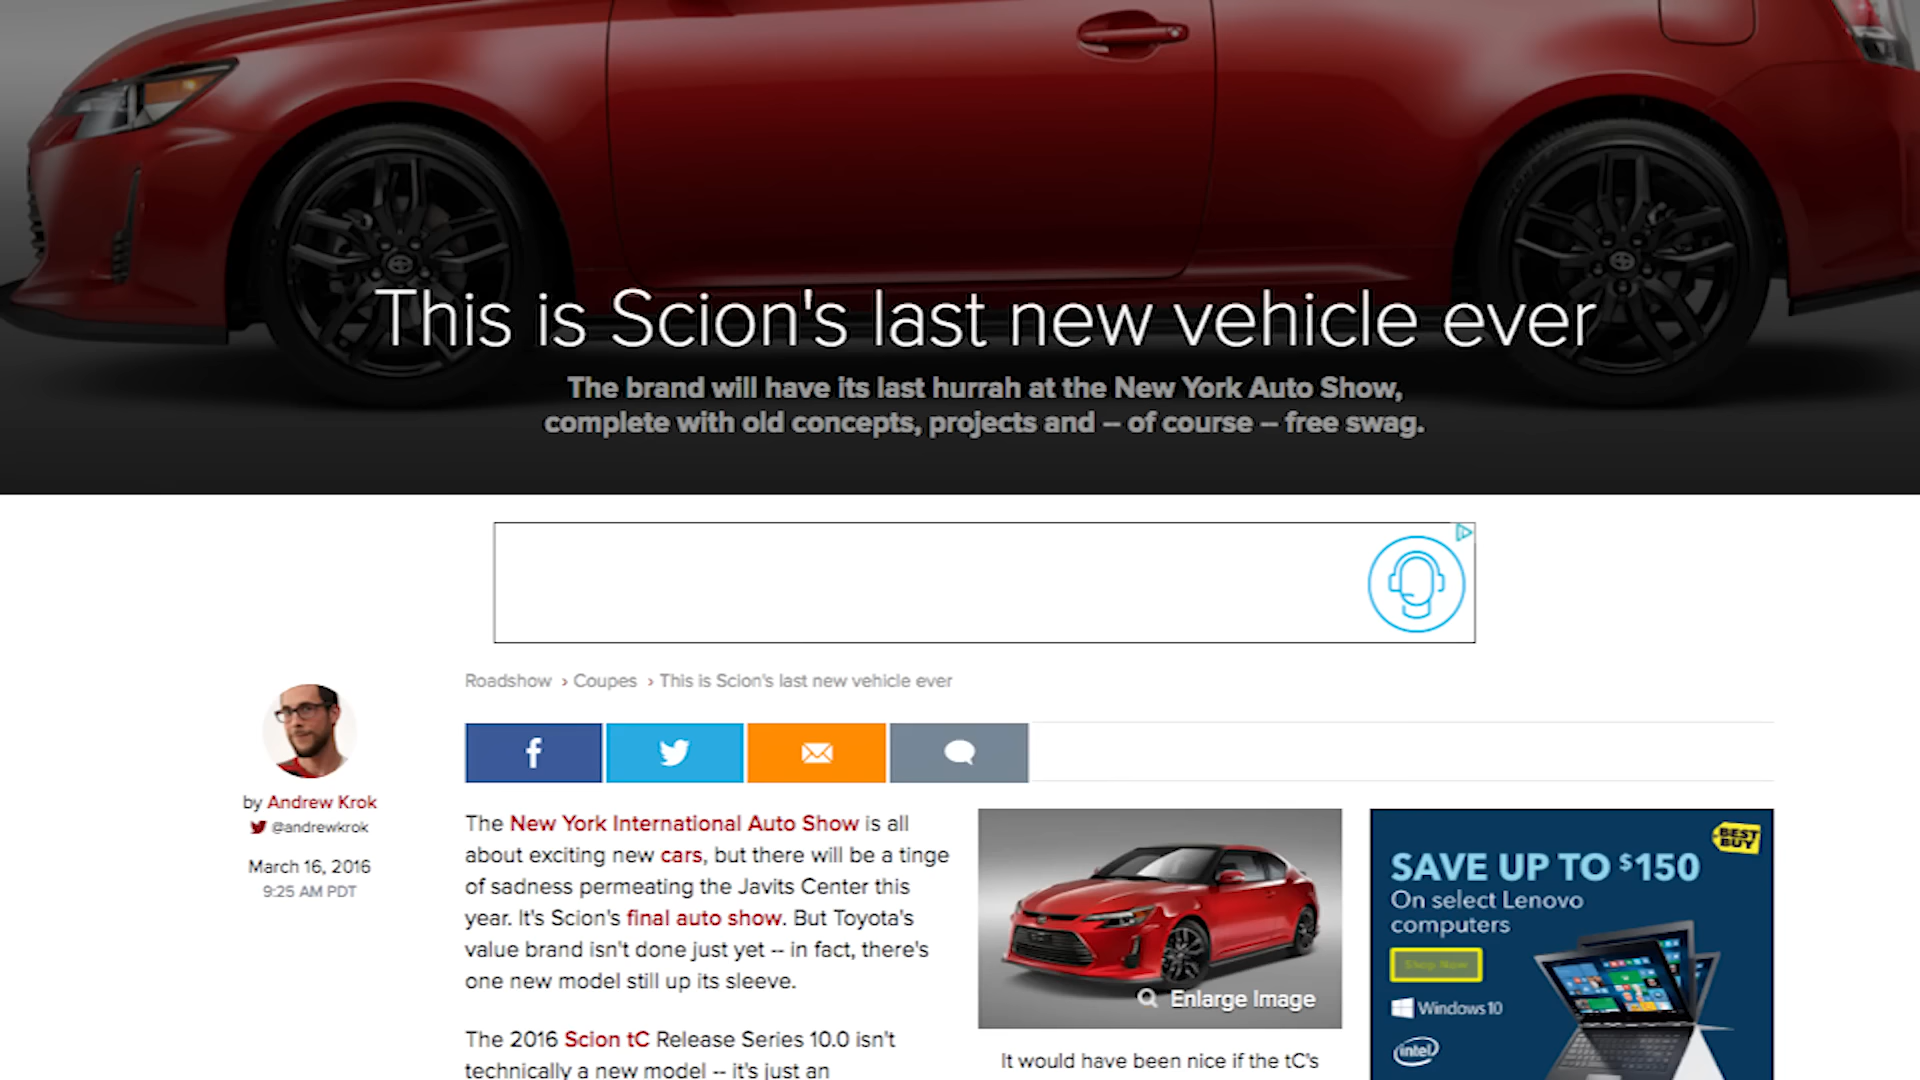 This is Scion's last new vehicle ever
The brand will have its last hurrah at the New York Auto Show,
complete with old concepts, projects and -- of course -- free swag.
Roadshow › Coupes › This is Scion's last new vehicle ever
by Andrew Krok
@andrewkrok
March 16, 2016
9:25 AM PDT
The New York International Auto Show is all
about exciting new cars, but there will be a tinge
of sadness permeating the Javits Center this
year. It's Scion's final auto show. But Toyota's
value brand isn't done just yet -- in fact, there's
one new model still up its sleeve.
The 2016 Scion tC Release Series 10.0 isn't
technically a new model -- it's just an
Enlarge Image
It would have been nice if the tC's
BEST
BUY
SAVE UP TO $150
On select Lenovo
computers
Shop Now
Windows 10
intel